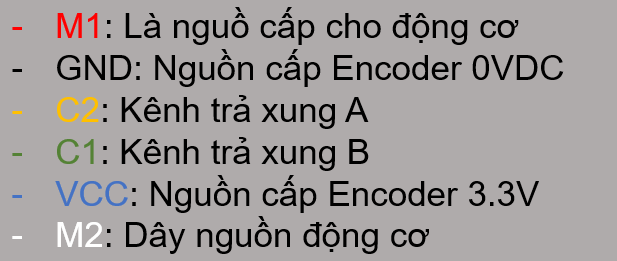 - M1: Là nguồ cấp cho động cơ
- GND: Nguồn cấp Encoder 0VDC
- C2: Kênh trả xung A
- C1: Kênh trả xung B
- VCC: Nguồn cấp Encoder 3.3V
- M2: Dây nguồn động cơ